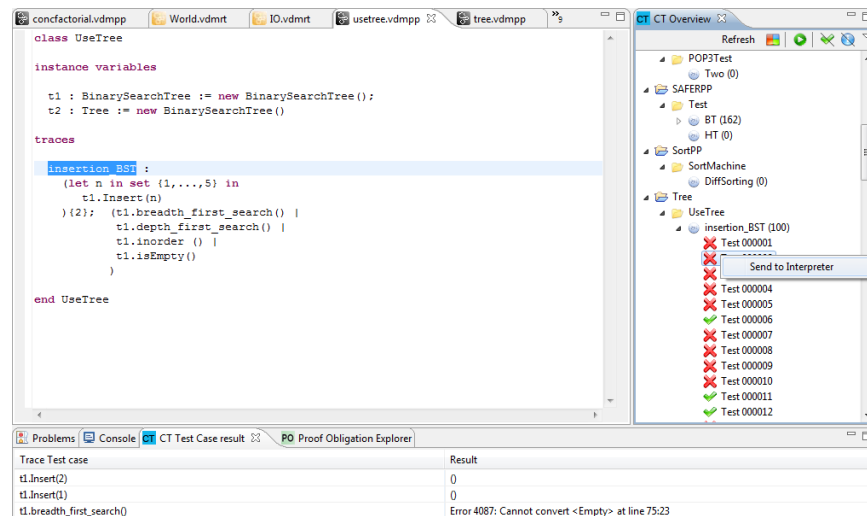 concfactorial.vdmpp World.vdmrt IO.vdmrt usetree.vdmpp tree.vdmpp »9
class UseTree
instance variables
t1 : BinarySearchTree := new BinarySearchTree();
t2 : Tree := new BinarySearchTree()
traces
insertion_BST :
(let n in set {1,...,5} in
t1.Insert(n)
){2}; (t1.breadth_first_search() |
t1.depth_first_search() |
t1.inorder () |
t1.isEmpty()
)
end UseTree
CT CT Overview
Refresh
POP3Test
Two (0)
SAFERPP
Test
BT (162)
HT (0)
SortPP
SortMachine
DiffSorting (0)
Tree
UseTree
insertion_BST (100)
Test 000001
Send to Interpreter
Test 000004
Test 000005
Test 000006
Test 000007
Test 000008
Test 000009
Test 000010
Test 000011
Test 000012
Problems Console CT CT Test Case result PO Proof Obligation Explorer
Trace Test case Result
t1.Insert(2) ()
t1.Insert(1) ()
t1.breadth_first_search() Error 4087: Cannot convert <Empty> at line 75:23